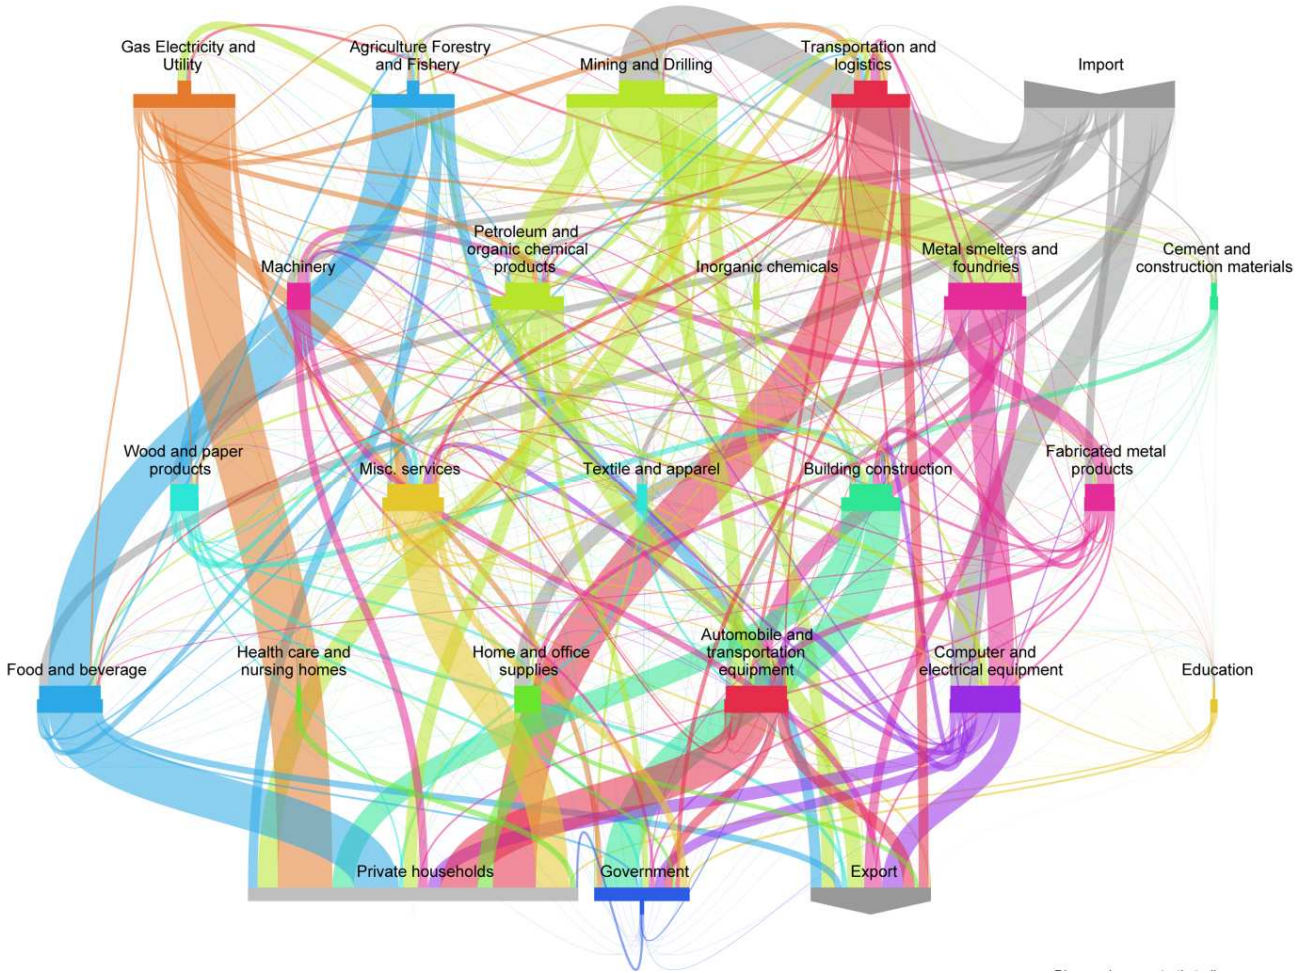 Gas Electricity and
Utility
Agriculture Forestry
and Fishery
Mining and Drilling
Transportation and
logistics
Import
Machinery
Petroleum and
organic chemical
products
Inorganic chemicals
Metal smelters and
foundries
Cement and
construction materials
Wood and paper
products
Misc. services
Textile and apparel
Building construction
Fabricated metal
products
Food and beverage
Health care and
nursing homes
Home and office
supplies
Automobile and
transportation
equipment
Computer and
electrical equipment
Education
Private households
Government
Export